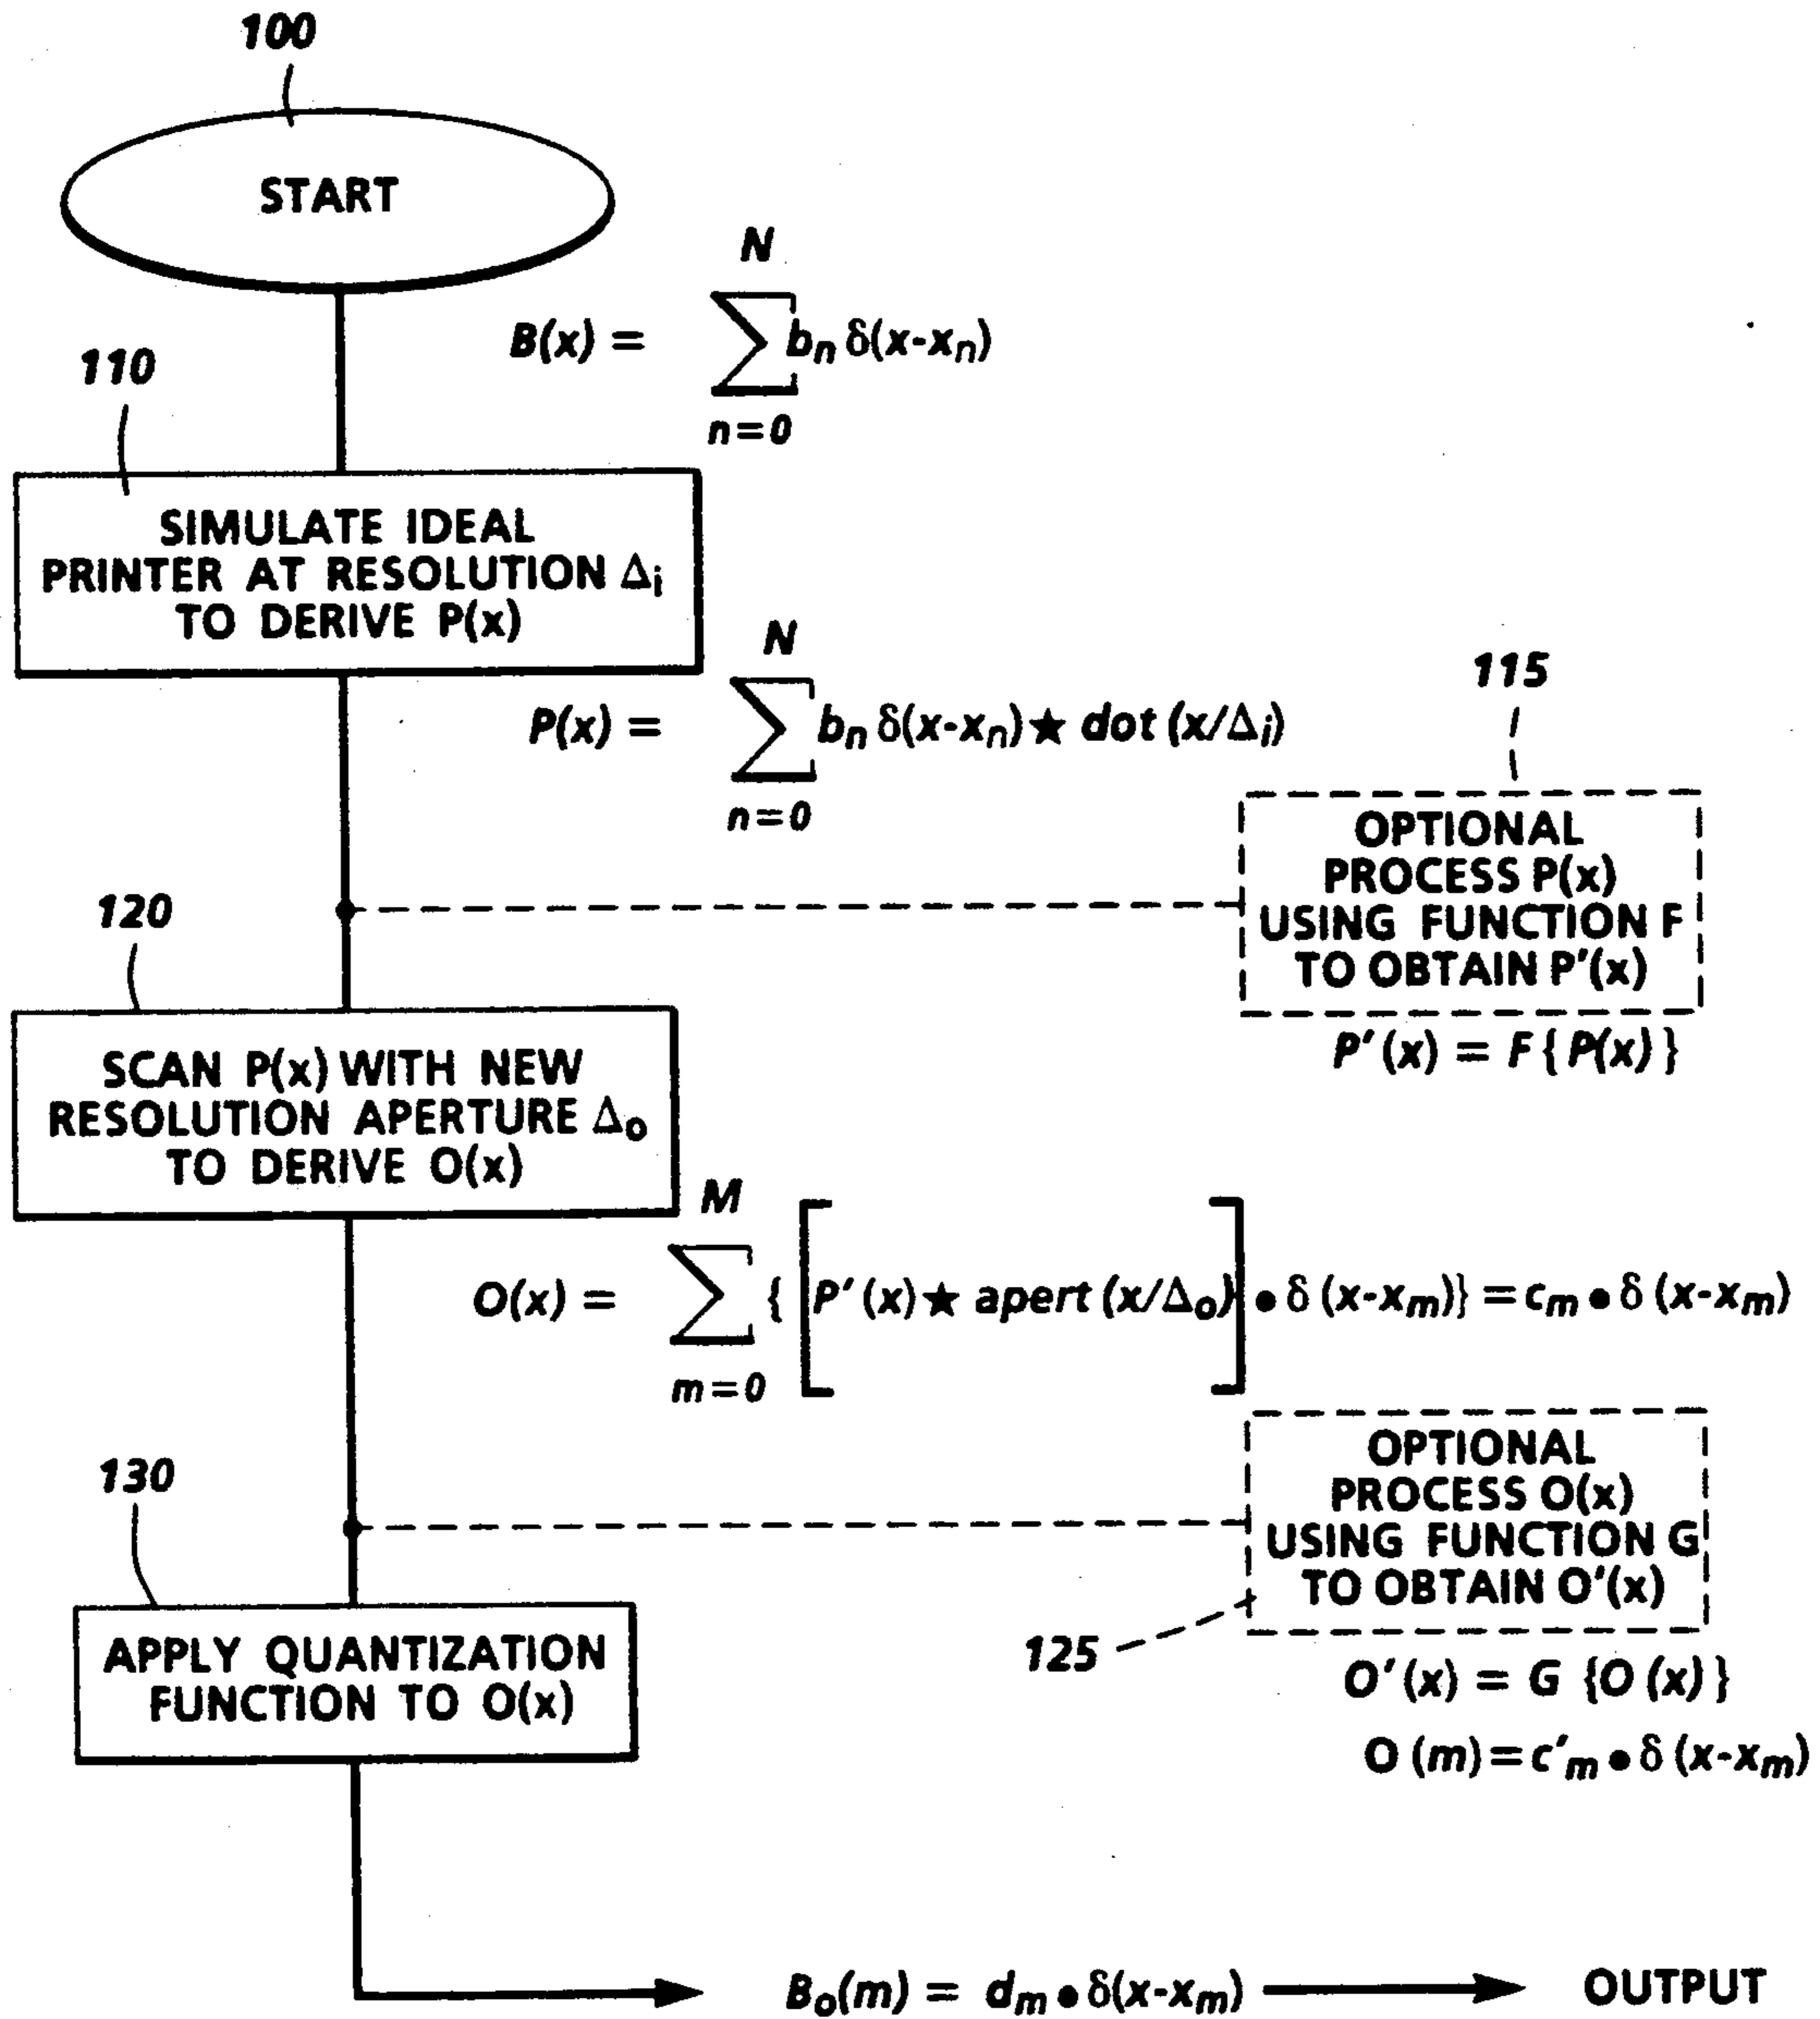 100
START
N
B(x) = ∑ bₙ δ(x-xₙ)
n=0
110
SIMULATE IDEAL
PRINTER AT RESOLUTION Δᵢ
TO DERIVE P(x)
N
P(x) = ∑ bₙ δ(x-xₙ) ★ dot (x/Δᵢ)
n=0
115
OPTIONAL
PROCESS P(x)
USING FUNCTION F
TO OBTAIN P'(x)
P'(x) = F{P(x)}
120
SCAN P(x) WITH NEW
RESOLUTION APERTURE Δₒ
TO DERIVE O(x)
M
O(x) = ∑ { [P'(x) ★ apert (x/Δₒ)] • δ (x-xₘ)} = cₘ • δ (x-xₘ)
m=0
130
OPTIONAL
PROCESS O(x)
USING FUNCTION G
TO OBTAIN O'(x)
125
O'(x) = G {O (x)}
O (m) = c'ₘ • δ (x-xₘ)
APPLY QUANTIZATION
FUNCTION TO O(x)
Bₒ(m) = dₘ • δ(x-xₘ)
OUTPUT